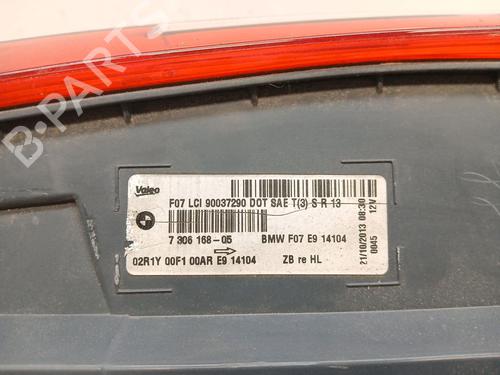 Valeo
F07 LCI 90037290 DOT SAE T(3) S R 13
7 306 168-05 BMW F07 E9 14104
02R1Y 00F1 00AR E9 14104 ZB re HL
21/10/2013 08:30 12V
0045
B-PARTS